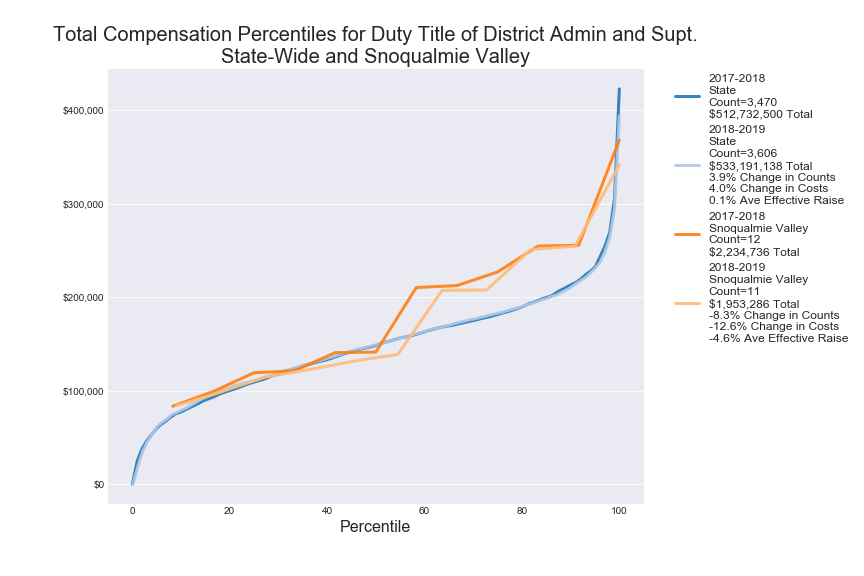 Total Compensation Percentiles for Duty Title of District Admin and Supt.
State-Wide and Snoqualmie Valley
$400,000
$300,000
$200,000
$100,000
$0
0
20
40
60
80
100
Percentile
2017-2018
State
Count=3,470
$512,732,500 Total
2018-2019
State
Count=3,606
$533,191,138 Total
3.9% Change in Counts
4.0% Change in Costs
0.1% Ave Effective Raise
2017-2018
Snoqualmie Valley
Count=12
$2,234,736 Total
2018-2019
Snoqualmie Valley
Count=11
$1,953,286 Total
-8.3% Change in Counts
-12.6% Change in Costs
-4.6% Ave Effective Raise